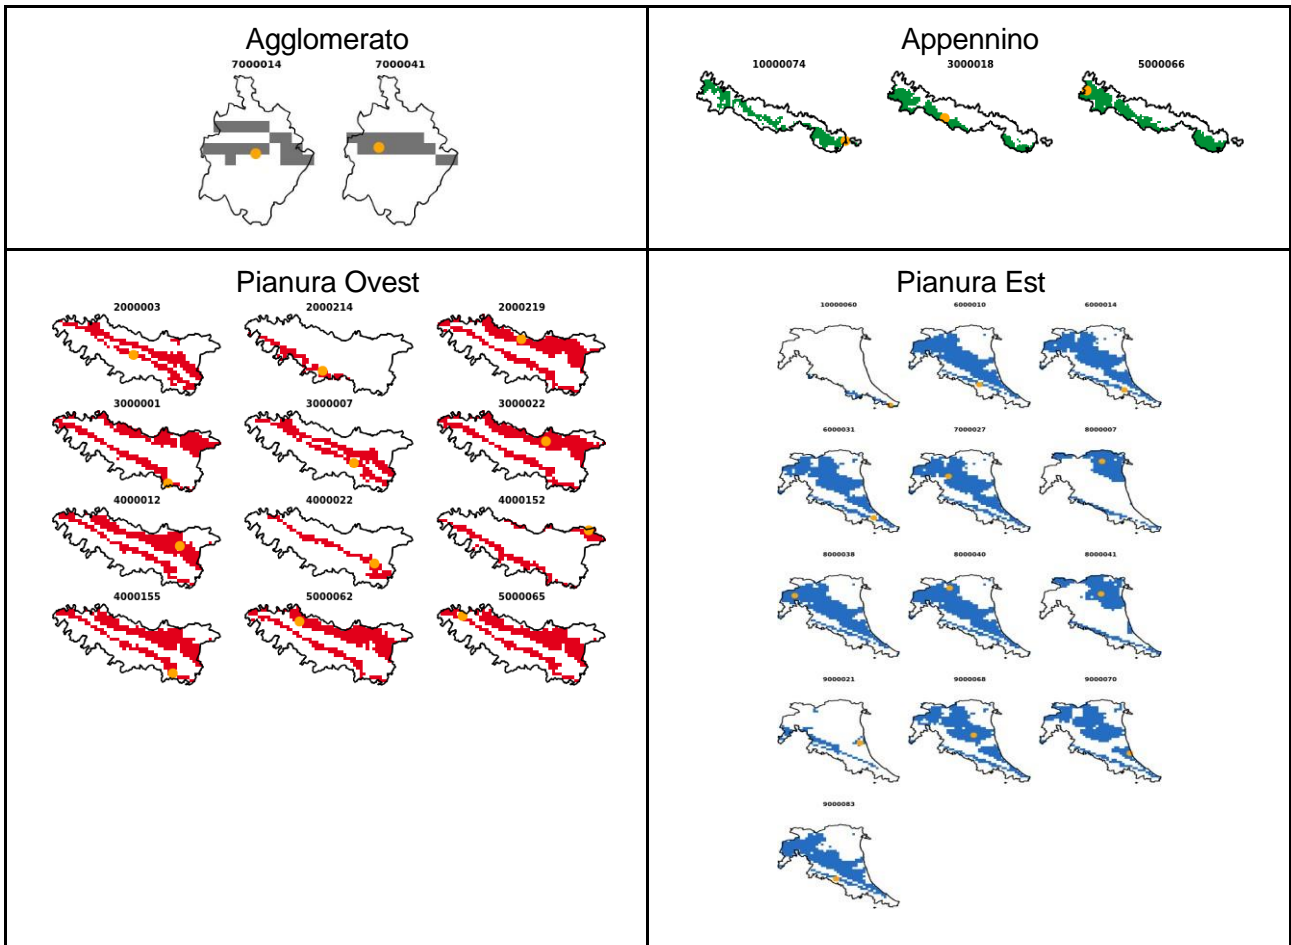 Agglomerato
7000014 7000041
Appennino
10000074 3000018 5000066
Pianura Ovest
2000003 2000214 2000219
3000001 3000007 3000022
4000012 4000022 4000152
4000155 5000062 5000065
Pianura Est
10000060 6000010 6000014
6000031 7000027 8000007
8000038 8000040 8000041
9000021 9000068 9000070
9000083